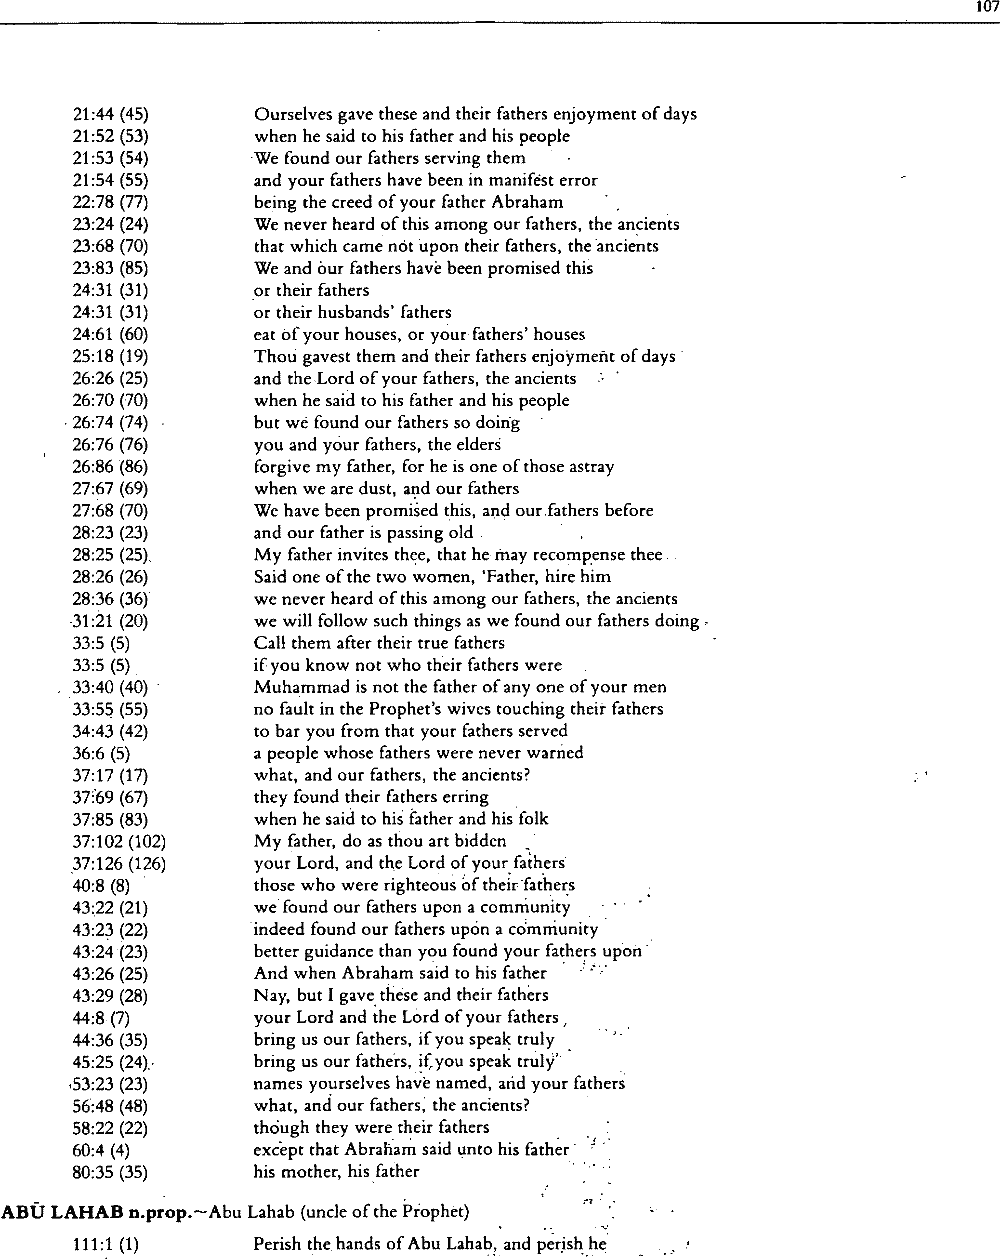 107
21:44 (45) Ourselves gave these and their fathers enjoyment of days
21:52 (53) when he said to his father and his people
21:53 (54) We found our fathers serving them
21:54 (55) and your fathers have been in manifest error
22:78 (77) being the creed of your father Abraham
23:24 (24) We never heard of this among our fathers, the ancients
23:68 (70) that which came not upon their fathers, the ancients
23:83 (85) We and our fathers have been promised this
24:31 (31) or their fathers
24:31 (31) or their husbands' fathers
24:61 (60) eat of your houses, or your fathers' houses
25:18 (19) Thou gavest them and their fathers enjoyment of days
26:26 (25) and the Lord of your fathers, the ancients
26:70 (70) when he said to his father and his people
26:74 (74) but we found our fathers so doing
26:76 (76) you and your fathers, the elders
26:86 (86) forgive my father, for he is one of those astray
27:67 (69) when we are dust, and our fathers
27:68 (70) We have been promised this, and our fathers before
28:23 (23) and our father is passing old
28:25 (25) My father invites thee, that he may recompense thee
28:26 (26) Said one of the two women, 'Father, hire him
28:36 (36) we never heard of this among our fathers, the ancients
31:21 (20) we will follow such things as we found our fathers doing
33:5 (5) Call them after their true fathers
33:5 (5) if you know not who their fathers were
33:40 (40) Muhammad is not the father of any one of your men
33:55 (55) no fault in the Prophet's wives touching their fathers
34:43 (42) to bar you from that your fathers served
36:6 (5) a people whose fathers were never warned
37:17 (17) what, and our fathers, the ancients?
37:69 (67) they found their fathers erring
37:85 (83) when he said to his father and his folk
37:102 (102) My father, do as thou art bidden
37:126 (126) your Lord, and the Lord of your fathers
40:8 (8) those who were righteous of their fathers
43:22 (21) we found our fathers upon a community
43:23 (22) indeed found our fathers upon a community
43:24 (23) better guidance than you found your fathers upon
43:26 (25) And when Abraham said to his father
43:29 (28) Nay, but I gave these and their fathers
44:8 (7) your Lord and the Lord of your fathers
44:36 (35) bring us our fathers, if you speak truly
45:25 (24) bring us our fathers, if you speak truly'
53:23 (23) names yourselves have named, and your fathers
56:48 (48) what, and our fathers, the ancients?
58:22 (22) though they were their fathers
60:4 (4) except that Abraham said unto his father
80:35 (35) his mother, his father
ABŪ LAHAB n.prop.~Abu Lahab (uncle of the Prophet)
111:1 (1) Perish the hands of Abu Lahab, and perish he